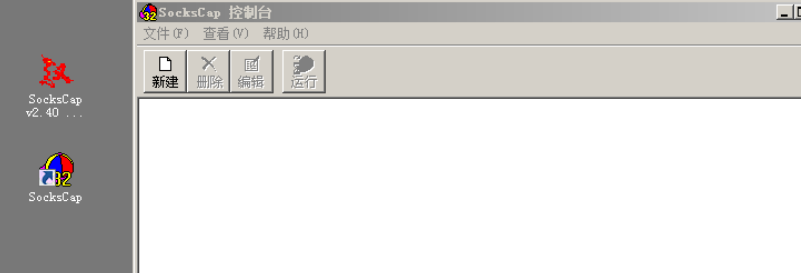 SocksCap 控制台
文件(F) 查看(V) 帮助(H)
新建 删除 编辑 运行
SocksCap
v2.40 ...
SocksCap